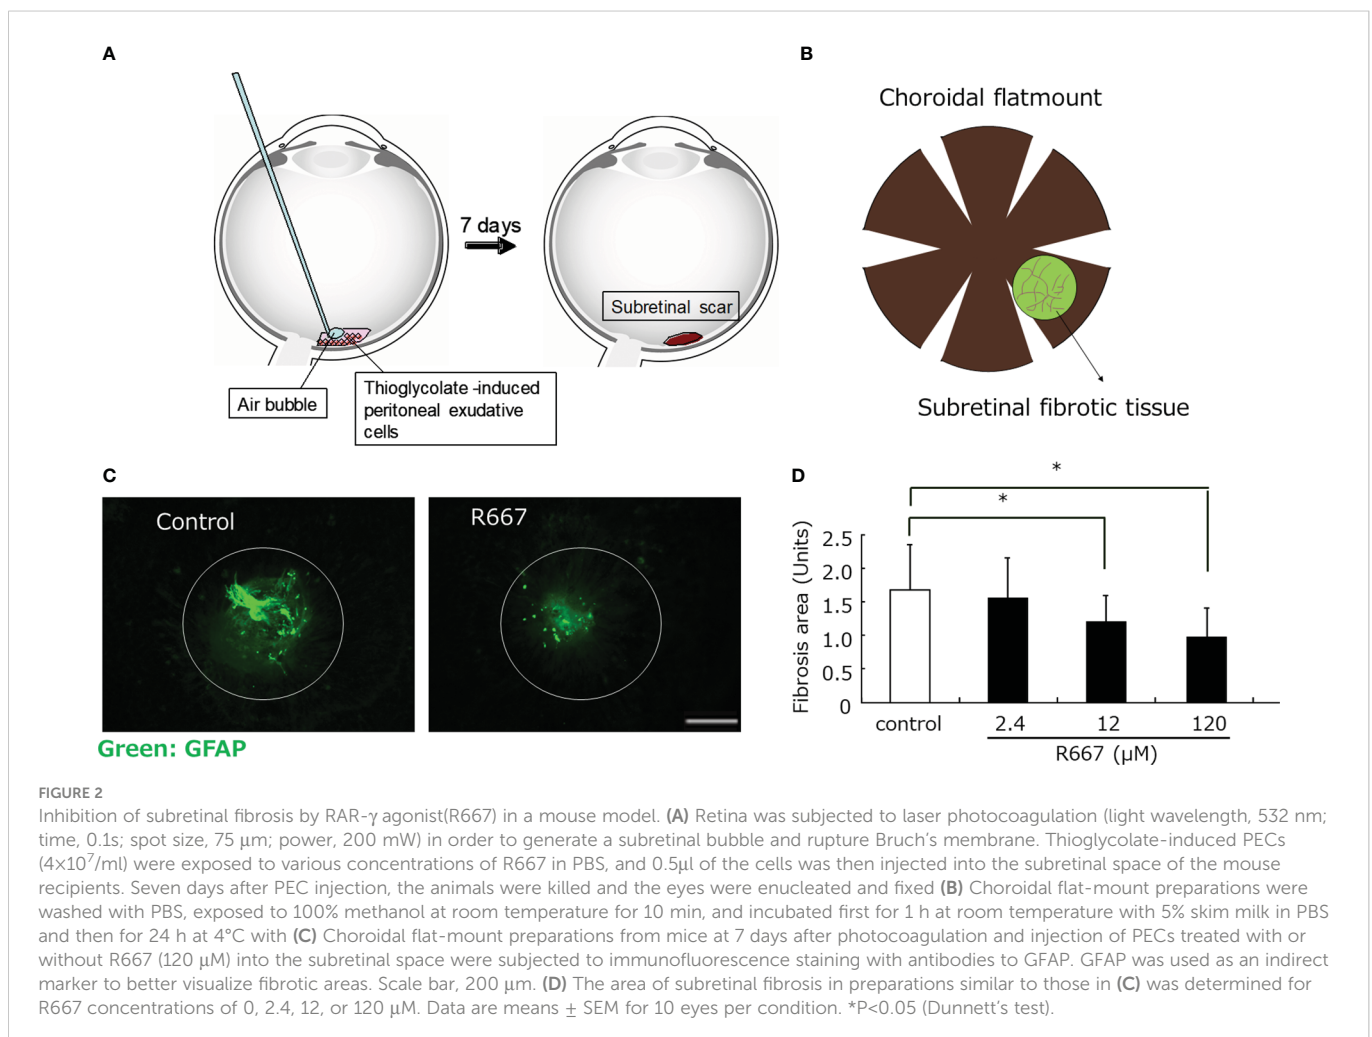 A
B
Choroidal flatmount
7 days
Subretinal scar
Air bubble
Thioglycolate-induced
peritoneal exudative
cells
Subretinal fibrotic tissue
C
Control
R667
Green: GFAP
D
*
*
Fibrosis area (Units)
2.5
2.0
1.5
1.0
0.5
0
control
2.4
12
120
R667 (μM)
FIGURE 2
Inhibition of subretinal fibrosis by RAR-γ agonist(R667) in a mouse model. (A) Retina was subjected to laser photocoagulation (light wavelength, 532 nm;
time, 0.1s; spot size, 75 μm; power, 200 mW) in order to generate a subretinal bubble and rupture Bruch’s membrane. Thioglycolate-induced PECs
(4×10⁷/ml) were exposed to various concentrations of R667 in PBS, and 0.5μl of the cells was then injected into the subretinal space of the mouse
recipients. Seven days after PEC injection, the animals were killed and the eyes were enucleated and fixed (B) Choroidal flat-mount preparations were
washed with PBS, exposed to 100% methanol at room temperature for 10 min, and incubated first for 1 h at room temperature with 5% skim milk in PBS
and then for 24 h at 4°C with (C) Choroidal flat-mount preparations from mice at 7 days after photocoagulation and injection of PECs treated with or
without R667 (120 μM) into the subretinal space were subjected to immunofluorescence staining with antibodies to GFAP. GFAP was used as an indirect
marker to better visualize fibrotic areas. Scale bar, 200 μm. (D) The area of subretinal fibrosis in preparations similar to those in (C) was determined for
R667 concentrations of 0, 2.4, 12, or 120 μM. Data are means ± SEM for 10 eyes per condition. *P<0.05 (Dunnett’s test).